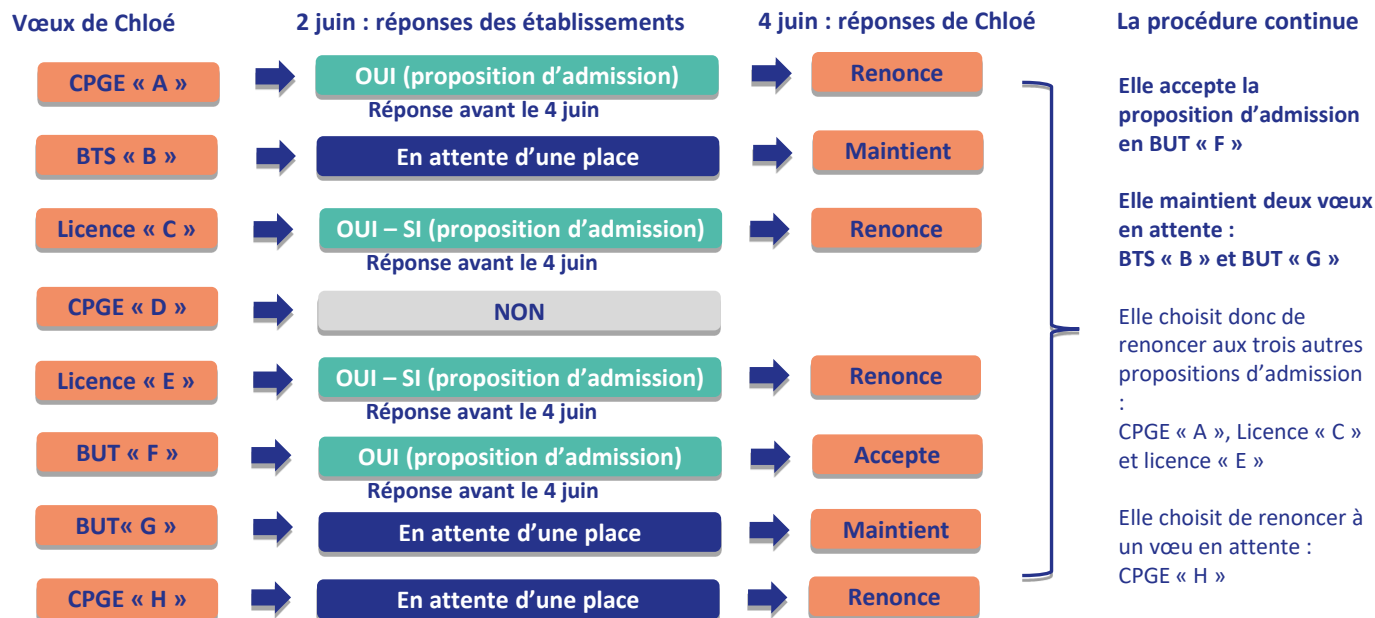 Vœux de Chloé
2 juin : réponses des établissements
4 juin : réponses de Chloé
La procédure continue
CPGE « A »
OUI (proposition d'admission)
Réponse avant le 4 juin
Renonce
BTS « B »
En attente d'une place
Maintient
Licence « C »
OUI – SI (proposition d'admission)
Réponse avant le 4 juin
Renonce
CPGE « D »
NON
Licence « E »
OUI – SI (proposition d'admission)
Réponse avant le 4 juin
Renonce
BUT « F »
OUI (proposition d'admission)
Réponse avant le 4 juin
Accepte
BUT« G »
En attente d'une place
Maintient
CPGE « H »
En attente d'une place
Renonce
Elle accepte la
proposition d'admission
en BUT « F »
Elle maintient deux vœux
en attente :
BTS « B » et BUT « G »
Elle choisit donc de
renoncer aux trois autres
propositions d'admission
:
CPGE « A », Licence « C »
et licence « E »
Elle choisit de renoncer à
un vœu en attente :
CPGE « H »